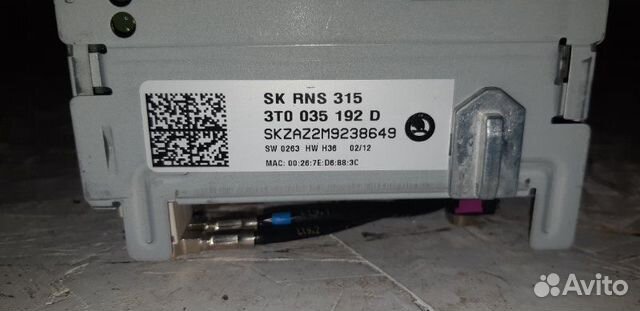 SK RNS 315
3T0 035 192 D
SKZAZ2M9238649
SW 0263 HW H36 02/12
MAC: 00:26:7E:D6:B8:3C
Avito